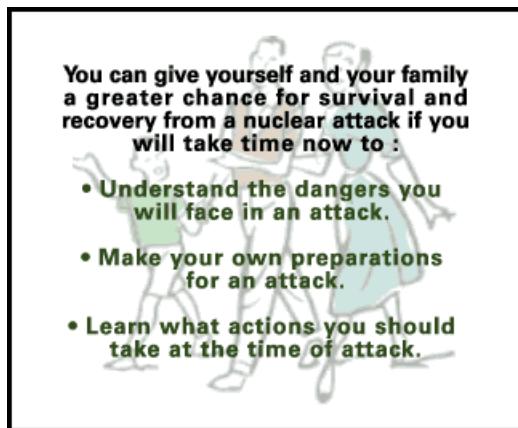 You can give yourself and your family
a greater chance for survival and
recovery from a nuclear attack if you
will take time now to :
• Understand the dangers you
will face in an attack.
• Make your own preparations
for an attack.
• Learn what actions you should
take at the time of attack.